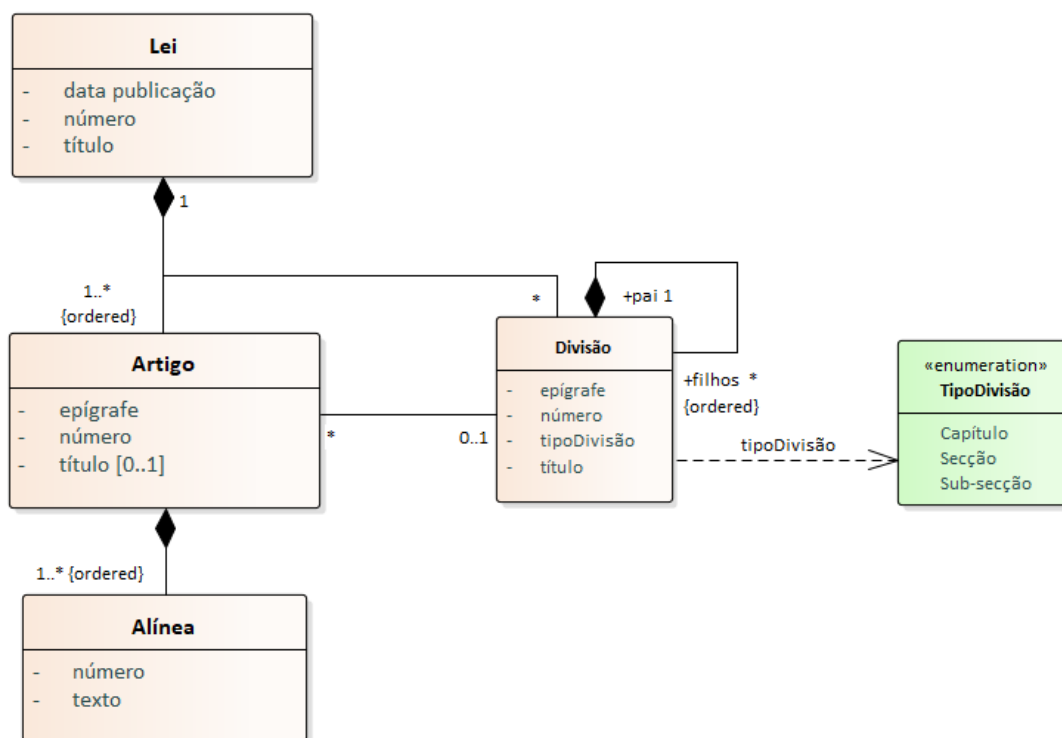 Lei
- data publicação
- número
- título
1
1..*
{ordered}
*
+pai 1
Artigo
- epígrafe
- número
- título [0..1]
*
0..1
Divisão
- epígrafe
- número
- tipoDivisão
- título
+filhos *
{ordered}
tipoDivisão
«enumeration»
TipoDivisão
Capítulo
Secção
Sub-secção
1..* {ordered}
Alínea
- número
- texto